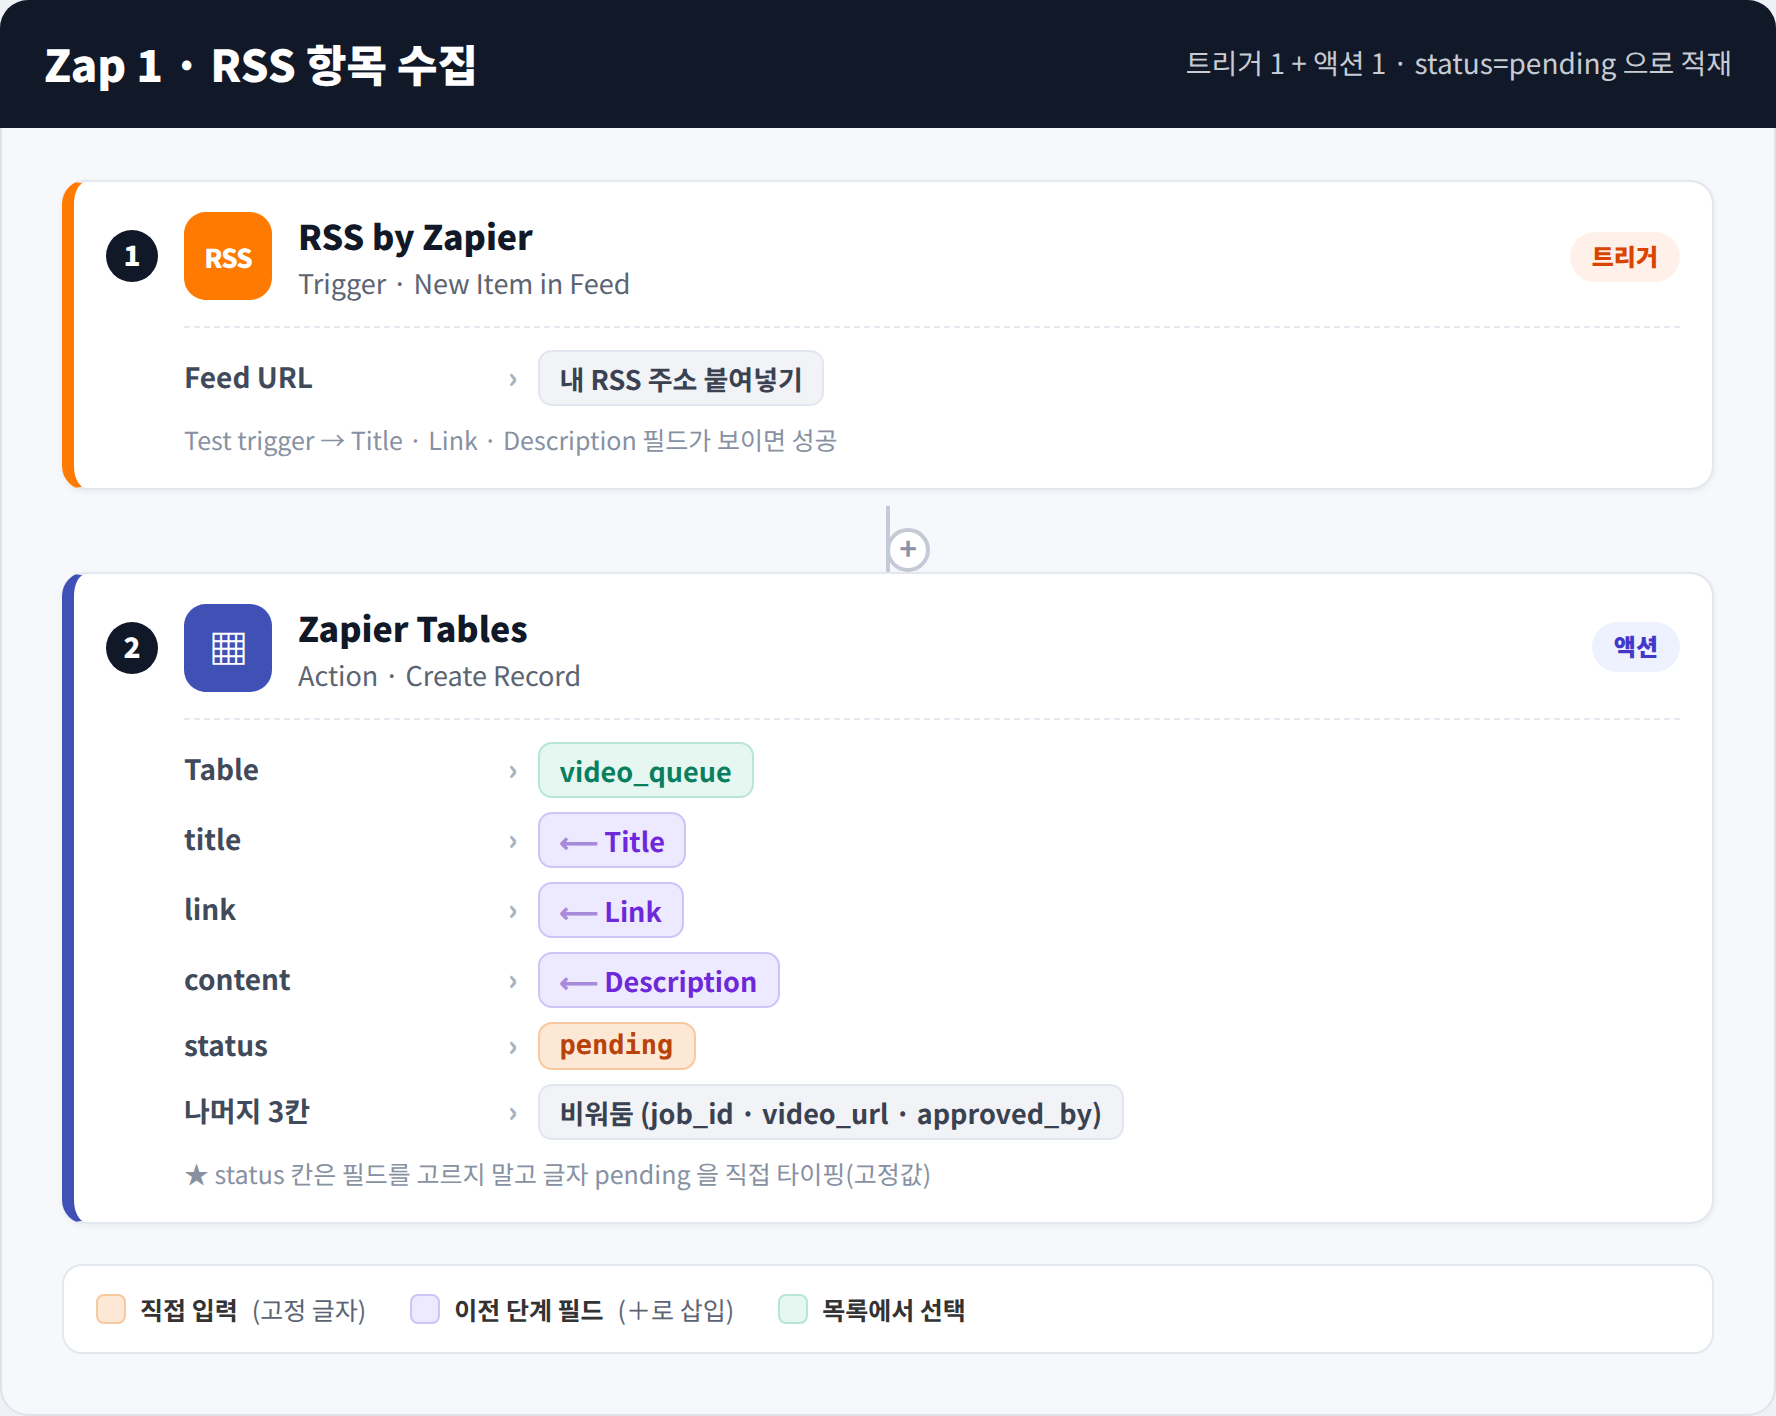 Zap 1 · RSS 항목 수집
트리거 1 + 액션 1 · status=pending 으로 적재
1
RSS
RSS by Zapier
Trigger · New Item in Feed
트리거
Feed URL › 내 RSS 주소 붙여넣기
Test trigger → Title · Link · Description 필드가 보이면 성공
+
2
Zapier Tables
Action · Create Record
액션
Table › video_queue
title › ⟵ Title
link › ⟵ Link
content › ⟵ Description
status › pending
나머지 3칸 › 비워둠 (job_id · video_url · approved_by)
★ status 칸은 필드를 고르지 말고 글자 pending 을 직접 타이핑(고정값)
직접 입력 (고정 글자) 이전 단계 필드 (＋로 삽입) 목록에서 선택